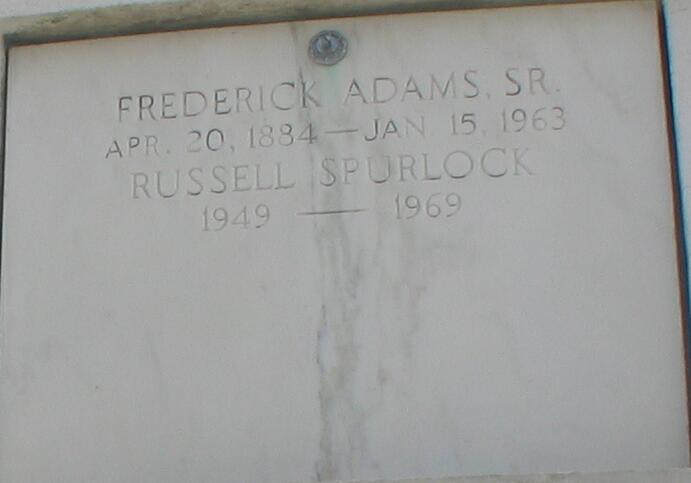 FREDERICK ADAMS, SR.
APR. 20, 1884 — JAN 15, 1963
RUSSELL SPURLOCK
1949 — 1969